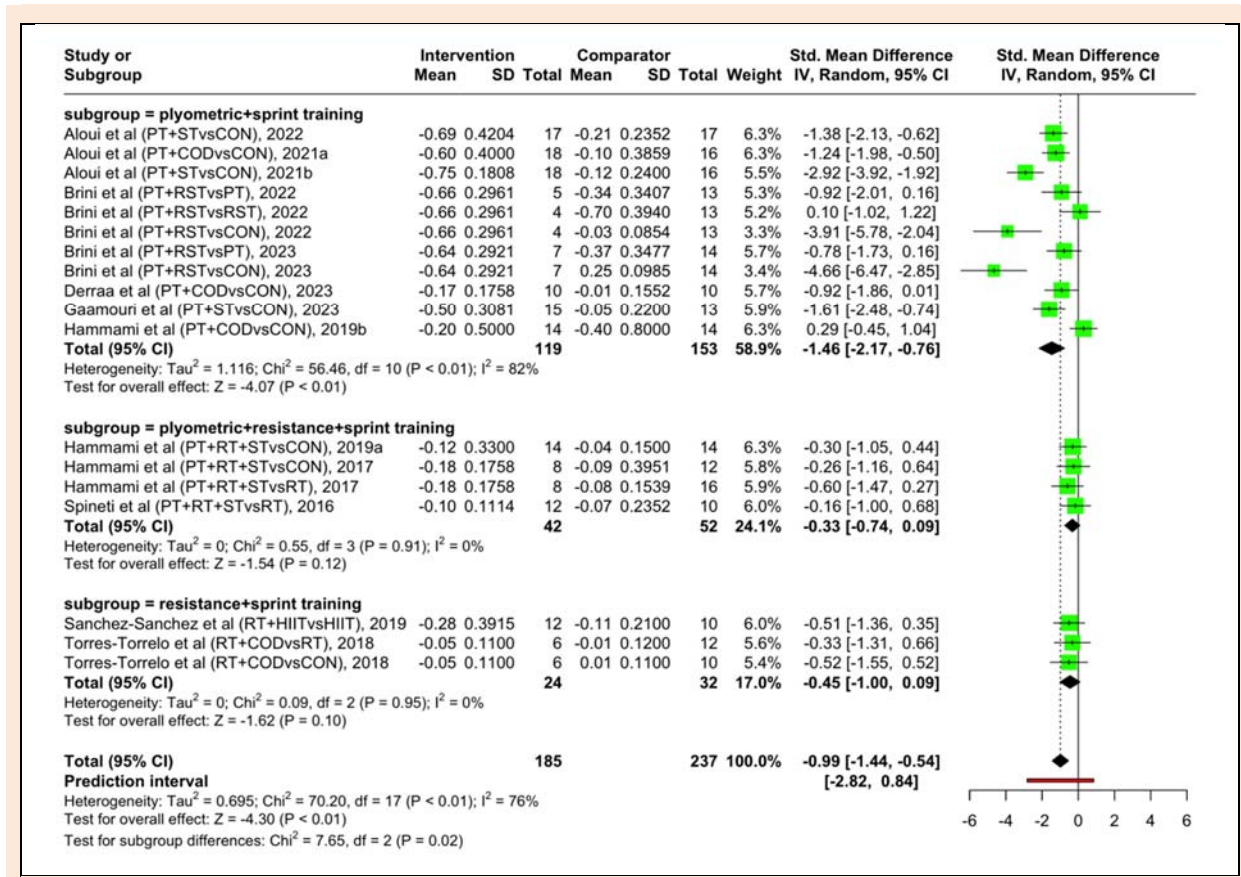 Study or Intervention Comparator Std. Mean Difference Std. Mean Difference
Subgroup Mean SD Total Mean SD Total Weight IV, Random, 95% CI IV, Random, 95% CI
subgroup = plyometric+sprint training
Aloui et al (PT+STvsCON), 2022 -0.69 0.4204 17 -0.21 0.2352 17 6.3% -1.38 [-2.13, -0.62]
Aloui et al (PT+CODvsCON), 2021a -0.60 0.4000 18 -0.10 0.3859 16 6.3% -1.24 [-1.98, -0.50]
Aloui et al (PT+STvsCON), 2021b -0.75 0.1808 18 -0.12 0.2400 16 5.5% -2.92 [-3.92, -1.92]
Brini et al (PT+RSTvsPT), 2022 -0.66 0.2961 5 -0.34 0.3407 13 5.3% -0.92 [-2.01, 0.16]
Brini et al (PT+RSTvsRST), 2022 -0.66 0.2961 4 -0.70 0.3940 13 5.2% 0.10 [-1.02, 1.22]
Brini et al (PT+RSTvsCON), 2022 -0.66 0.2961 4 -0.03 0.0854 13 3.3% -3.91 [-5.78, -2.04]
Brini et al (PT+RSTvsPT), 2023 -0.64 0.2921 7 -0.37 0.3477 14 5.7% -0.78 [-1.73, 0.16]
Brini et al (PT+RSTvsCON), 2023 -0.64 0.2921 7 0.25 0.0985 14 3.4% -4.66 [-6.47, -2.85]
Derraa et al (PT+CODvsCON), 2023 -0.17 0.1758 10 -0.01 0.1552 10 5.7% -0.92 [-1.86, 0.01]
Gaamouri et al (PT+STvsCON), 2023 -0.50 0.3081 15 -0.05 0.2200 13 5.9% -1.61 [-2.48, -0.74]
Hammami et al (PT+CODvsCON), 2019b -0.20 0.5000 14 -0.40 0.8000 14 6.3% 0.29 [-0.45, 1.04]
Total (95% CI) 119 153 58.9% -1.46 [-2.17, -0.76]
Heterogeneity: Tau² = 1.116; Chi² = 56.46, df = 10 (P < 0.01); I² = 82%
Test for overall effect: Z = -4.07 (P < 0.01)
subgroup = plyometric+resistance+sprint training
Hammami et al (PT+RT+STvsCON), 2019a -0.12 0.3300 14 -0.04 0.1500 14 6.3% -0.30 [-1.05, 0.44]
Hammami et al (PT+RT+STvsCON), 2017 -0.18 0.1758 8 -0.09 0.3951 12 5.8% -0.26 [-1.16, 0.64]
Hammami et al (PT+RT+STvsRT), 2017 -0.18 0.1758 8 -0.08 0.1539 16 5.9% -0.60 [-1.47, 0.27]
Spineti et al (PT+RT+STvsRT), 2016 -0.10 0.1114 12 -0.07 0.2352 10 6.0% -0.16 [-1.00, 0.68]
Total (95% CI) 42 52 24.1% -0.33 [-0.74, 0.09]
Heterogeneity: Tau² = 0; Chi² = 0.55, df = 3 (P = 0.91); I² = 0%
Test for overall effect: Z = -1.54 (P = 0.12)
subgroup = resistance+sprint training
Sanchez-Sanchez et al (RT+HIITvsHIIT), 2019 -0.28 0.3915 12 -0.11 0.2100 10 6.0% -0.51 [-1.36, 0.35]
Torres-Torrelo et al (RT+CODvsRT), 2018 -0.05 0.1100 6 -0.01 0.1200 12 5.6% -0.33 [-1.31, 0.66]
Torres-Torrelo et al (RT+CODvsCON), 2018 -0.05 0.1100 6 0.01 0.1100 10 5.4% -0.52 [-1.55, 0.52]
Total (95% CI) 24 32 17.0% -0.45 [-1.00, 0.09]
Heterogeneity: Tau² = 0; Chi² = 0.09, df = 2 (P = 0.95); I² = 0%
Test for overall effect: Z = -1.62 (P = 0.10)
Total (95% CI) 185 237 100.0% -0.99 [-1.44, -0.54]
Prediction interval [-2.82, 0.84]
Heterogeneity: Tau² = 0.695; Chi² = 70.20, df = 17 (P < 0.01); I² = 76%
Test for overall effect: Z = -4.30 (P < 0.01)
Test for subgroup differences: Chi² = 7.65, df = 2 (P = 0.02)
-6 -4 -2 0 2 4 6